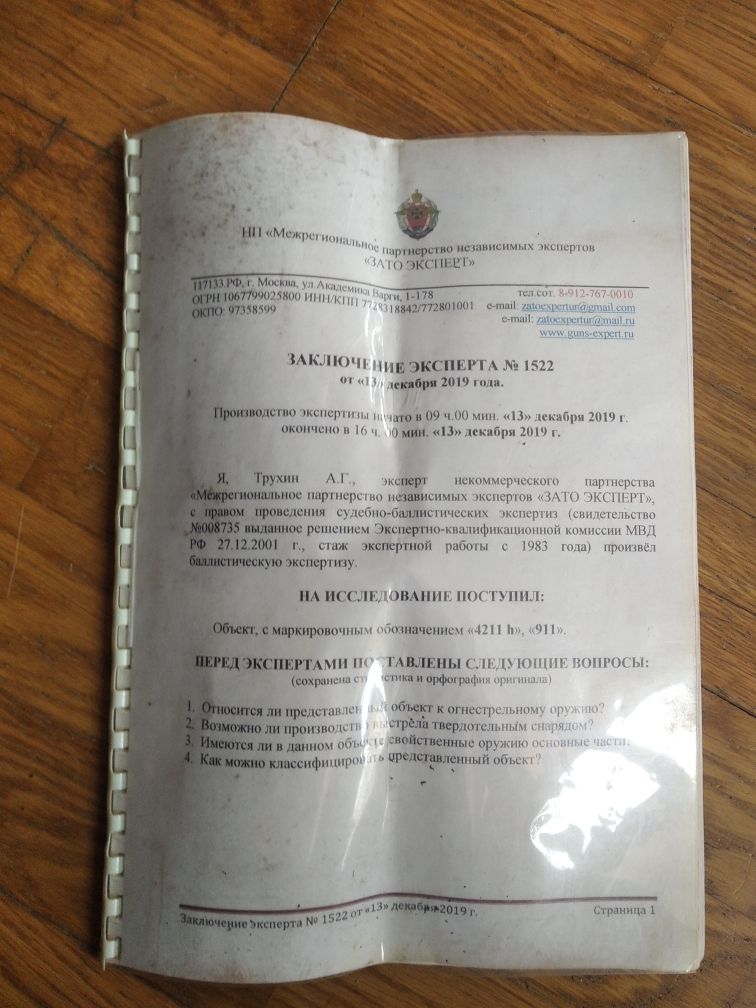 НП «Межрегиональное партнерство независимых экспертов
«ЗАТО ЭКСПЕРТ»
117133.РФ, г. Москва, ул.Академика Варги, 1-178
ОГРН 1067799025800 ИНН/КПП 7728318842/772801001
ОКПО: 97358599
тел.сот. 8-912-767-0010
e-mail: zatoexpertur@gmail.com
e-mail: zatoexpertur@mail.ru
www.guns-expert.ru
ЗАКЛЮЧЕНИЕ ЭКСПЕРТА № 1522
от «13» декабря 2019 года.
Производство экспертизы начато в 09 ч.00 мин. «13» декабря 2019 г.
окончено в 16 ч. 00 мин. «13» декабря 2019 г.
Я, Трухин А.Г., эксперт некоммерческого партнерства
«Межрегиональное партнерство независимых экспертов «ЗАТО ЭКСПЕРТ»,
с правом проведения судебно-баллистических экспертиз (свидетельство
№008735 выданное решением Экспертно-квалификационной комиссии МВД
РФ 27.12.2001 г., стаж экспертной работы с 1983 года) произвёл
баллистическую экспертизу.
НА ИССЛЕДОВАНИЕ ПОСТУПИЛ:
Объект, с маркировочным обозначением «4211 h», «911».
ПЕРЕД ЭКСПЕРТАМИ ПОСТАВЛЕНЫ СЛЕДУЮЩИЕ ВОПРОСЫ:
(сохранена стилистика и орфография оригинала)
1. Относится ли представленный объект к огнестрельному оружию?
2. Возможно ли производство выстрела твердотельным снарядом?
3. Имеются ли в данном объекте свойственные оружию основные части?
4. Как можно классифицировать представленный объект?
Заключение эксперта № 1522 от «13» декабря 2019 г.
Страница 1